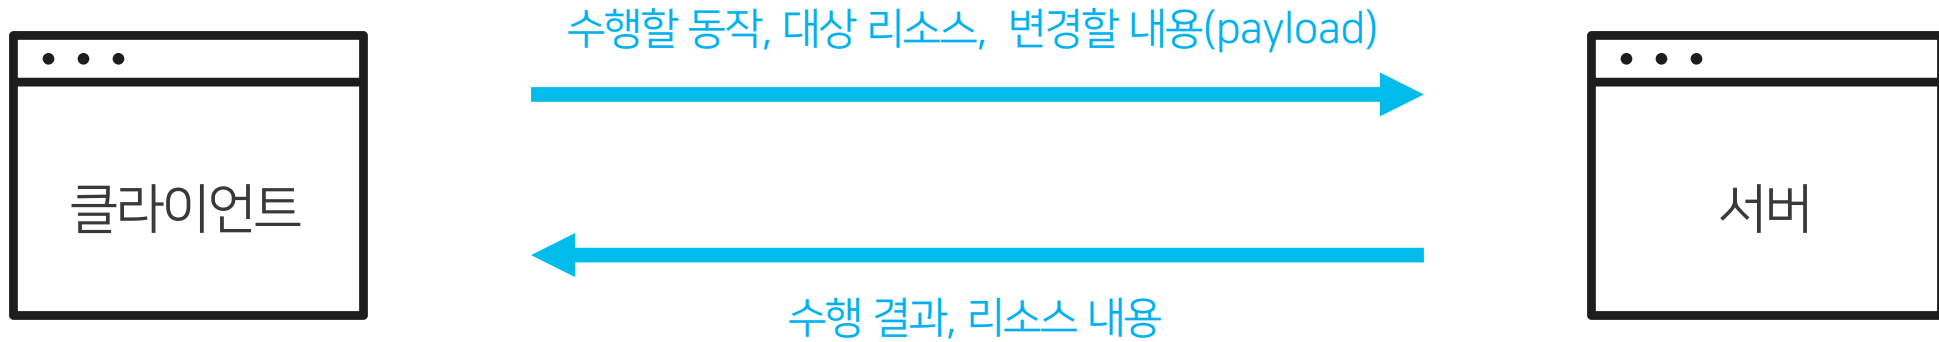 수행할 동작, 대상 리소스, 변경할 내용(payload)
클라이언트
서버
수행 결과, 리소스 내용